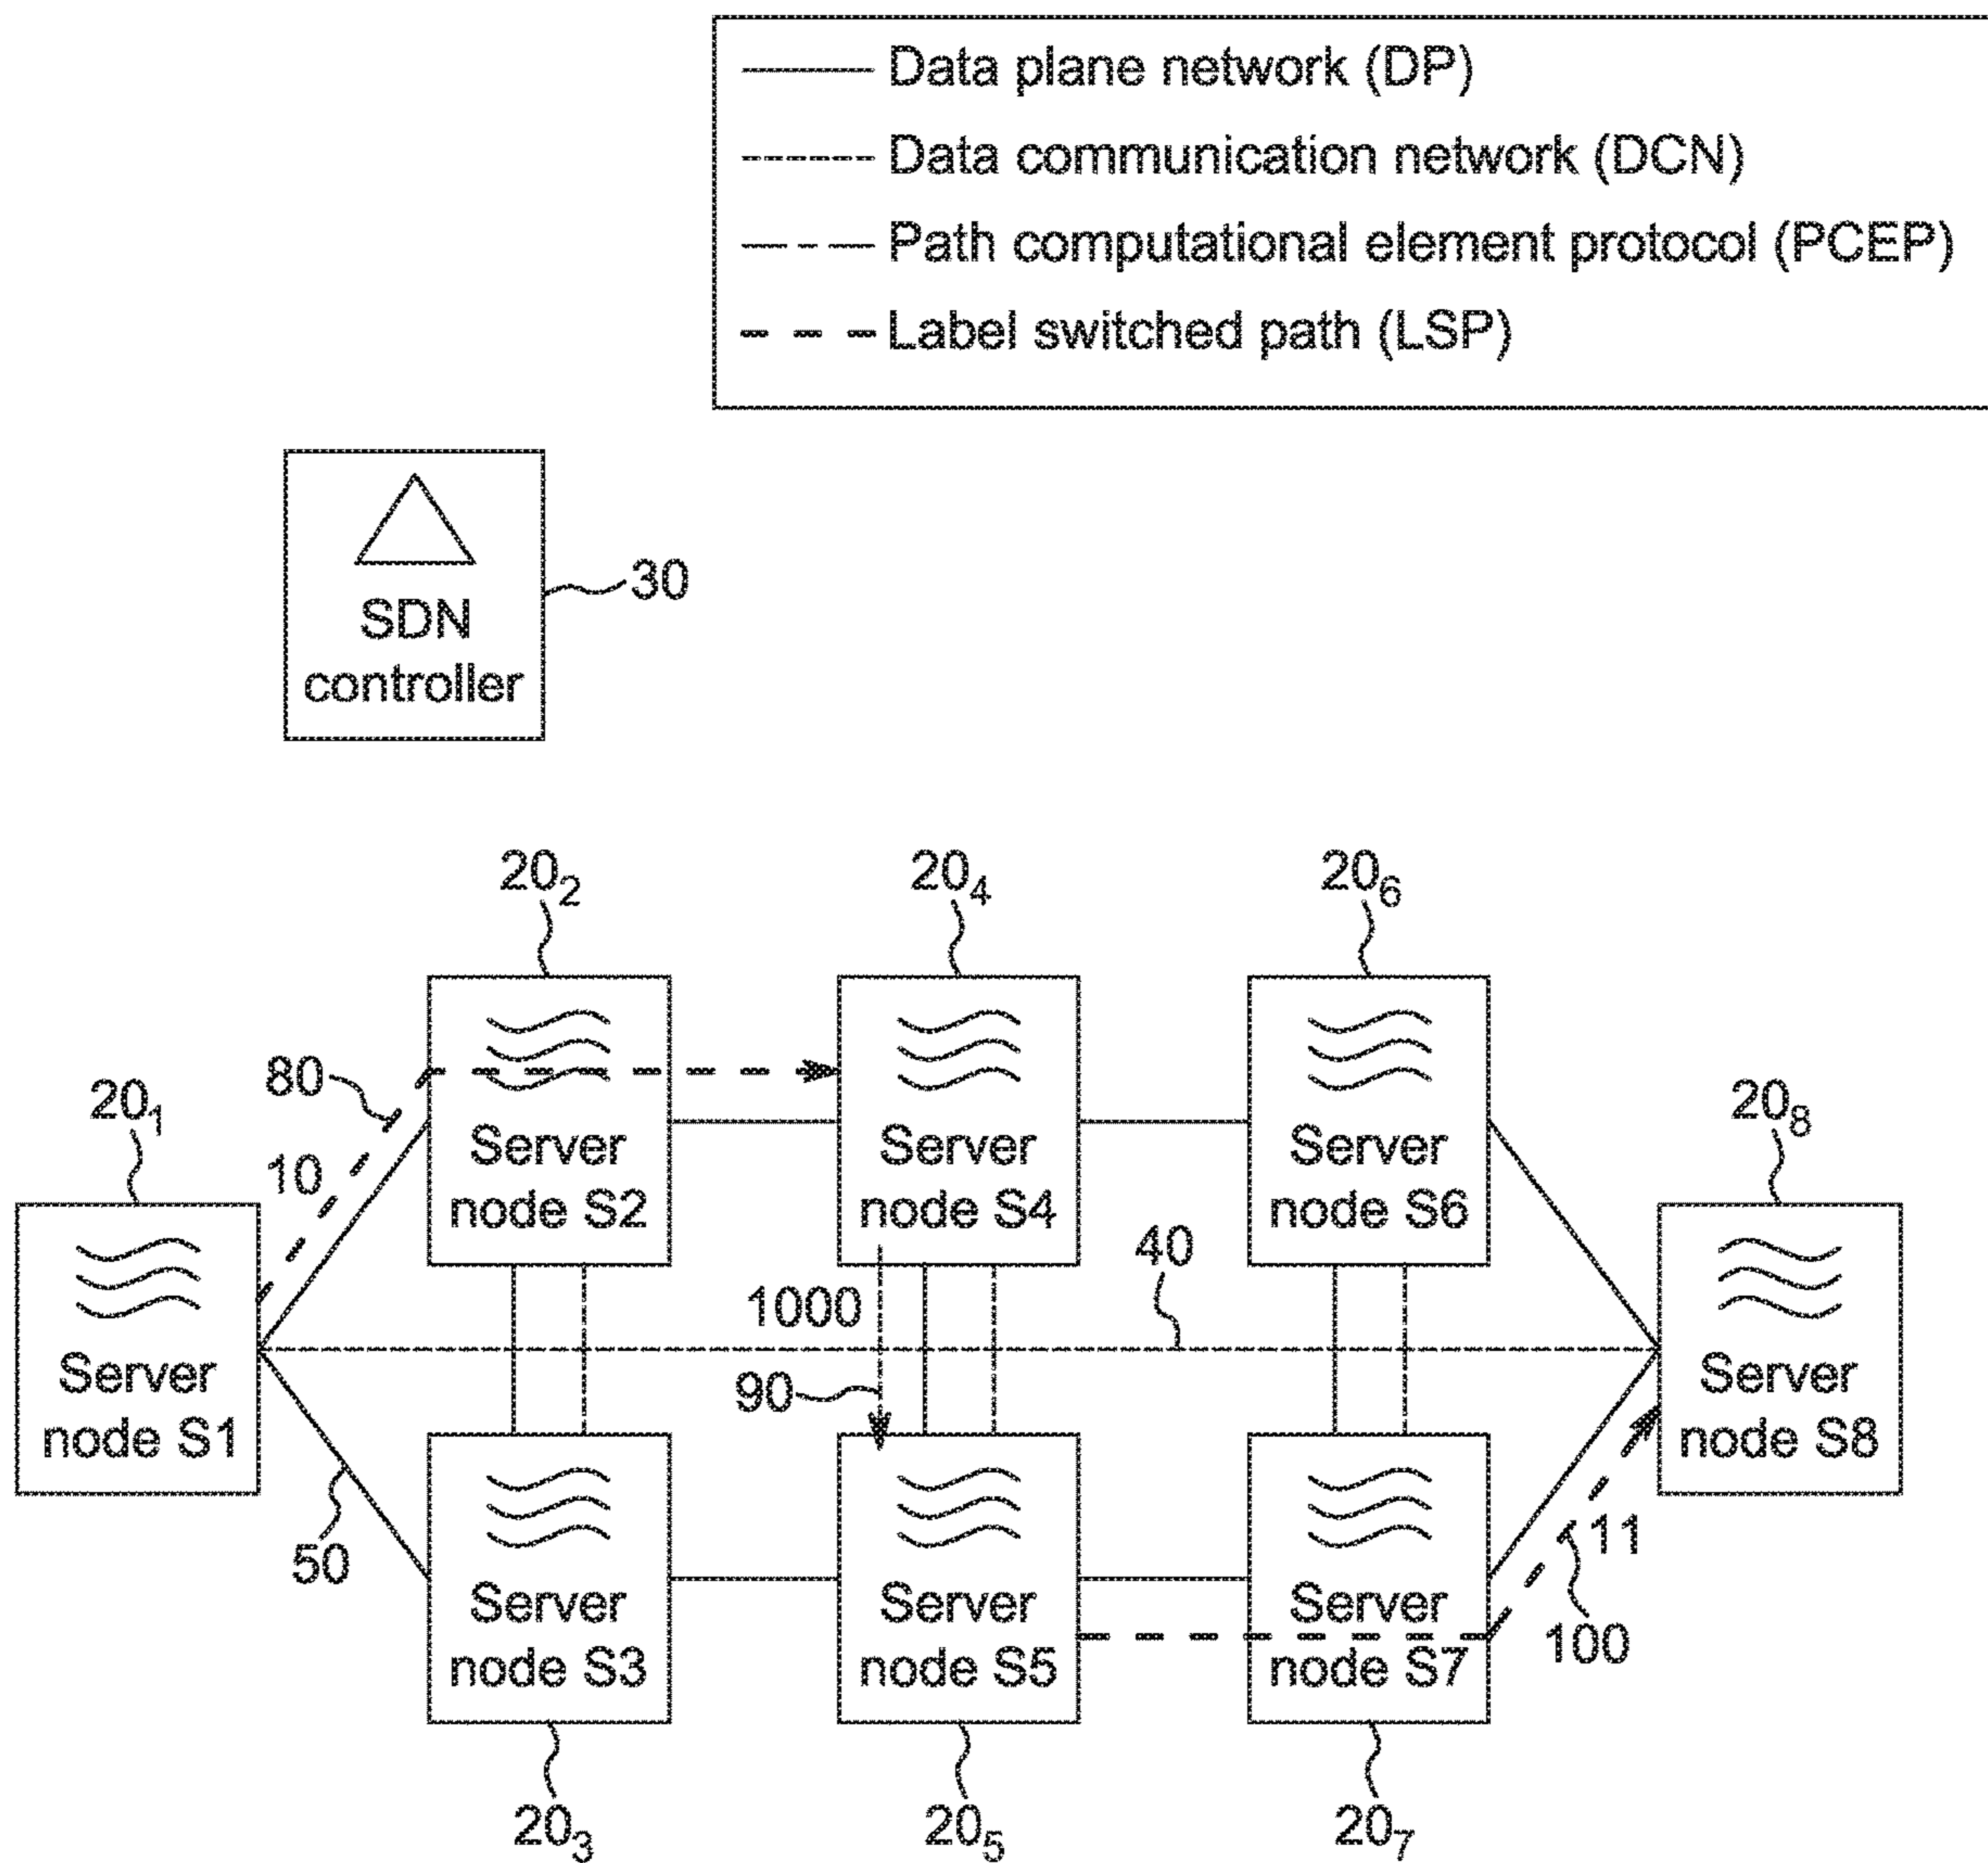 Data plane network (DP)
Data communication network (DCN)
Path computational element protocol (PCEP)
Label switched path (LSP)
SDN
controller
30
20₂
20₄
20₆
80
20₁
10
20₈
Server
node S2
Server
node S4
Server
node S6
40
1000
Server
node S1
90
Server
node S8
50
11
Server
node S3
Server
node S5
Server
node S7
100
20₃
20₅
20₇